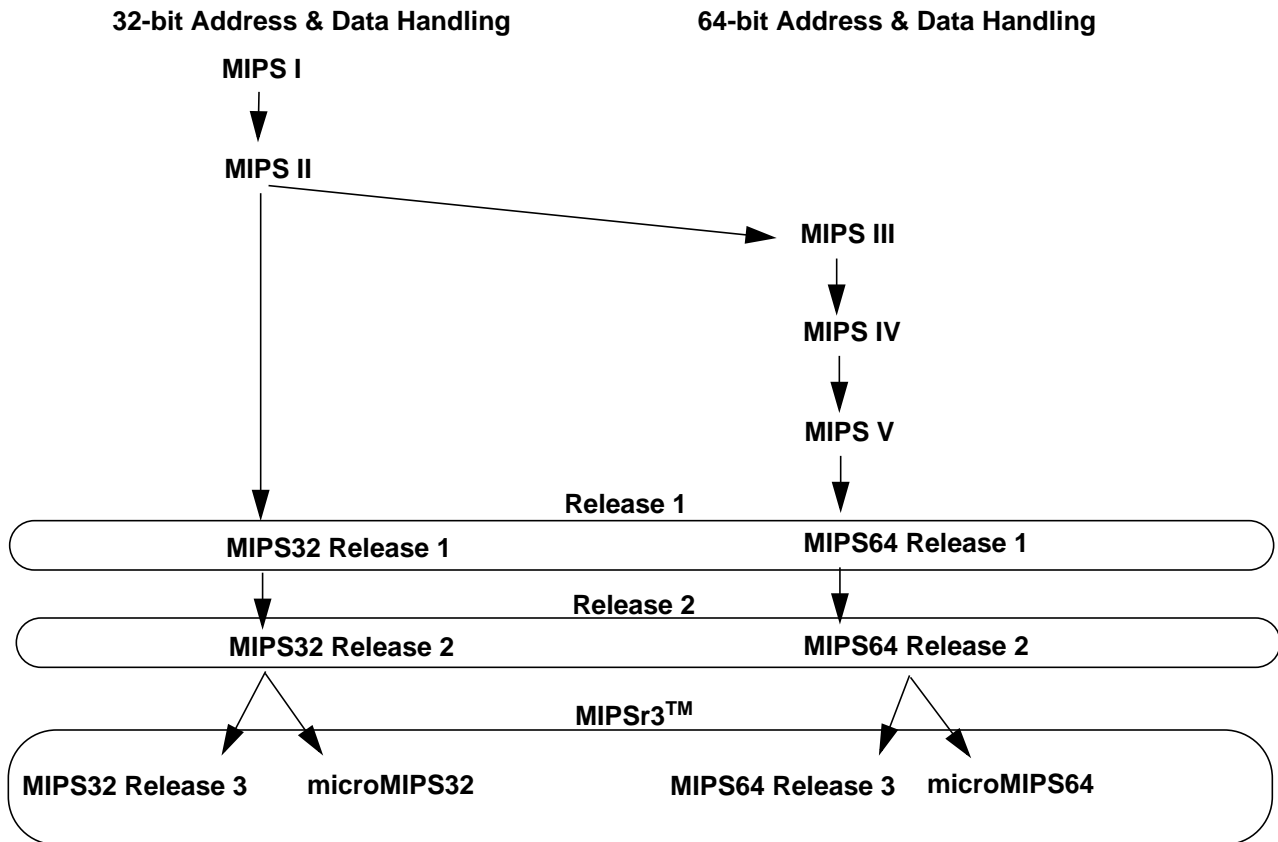 32-bit Address & Data Handling
64-bit Address & Data Handling
MIPS I
MIPS II
MIPS III
MIPS IV
MIPS V
Release 1
MIPS32 Release 1
MIPS64 Release 1
Release 2
MIPS32 Release 2
MIPS64 Release 2
MIPSr3™
MIPS32 Release 3
microMIPS32
MIPS64 Release 3
microMIPS64